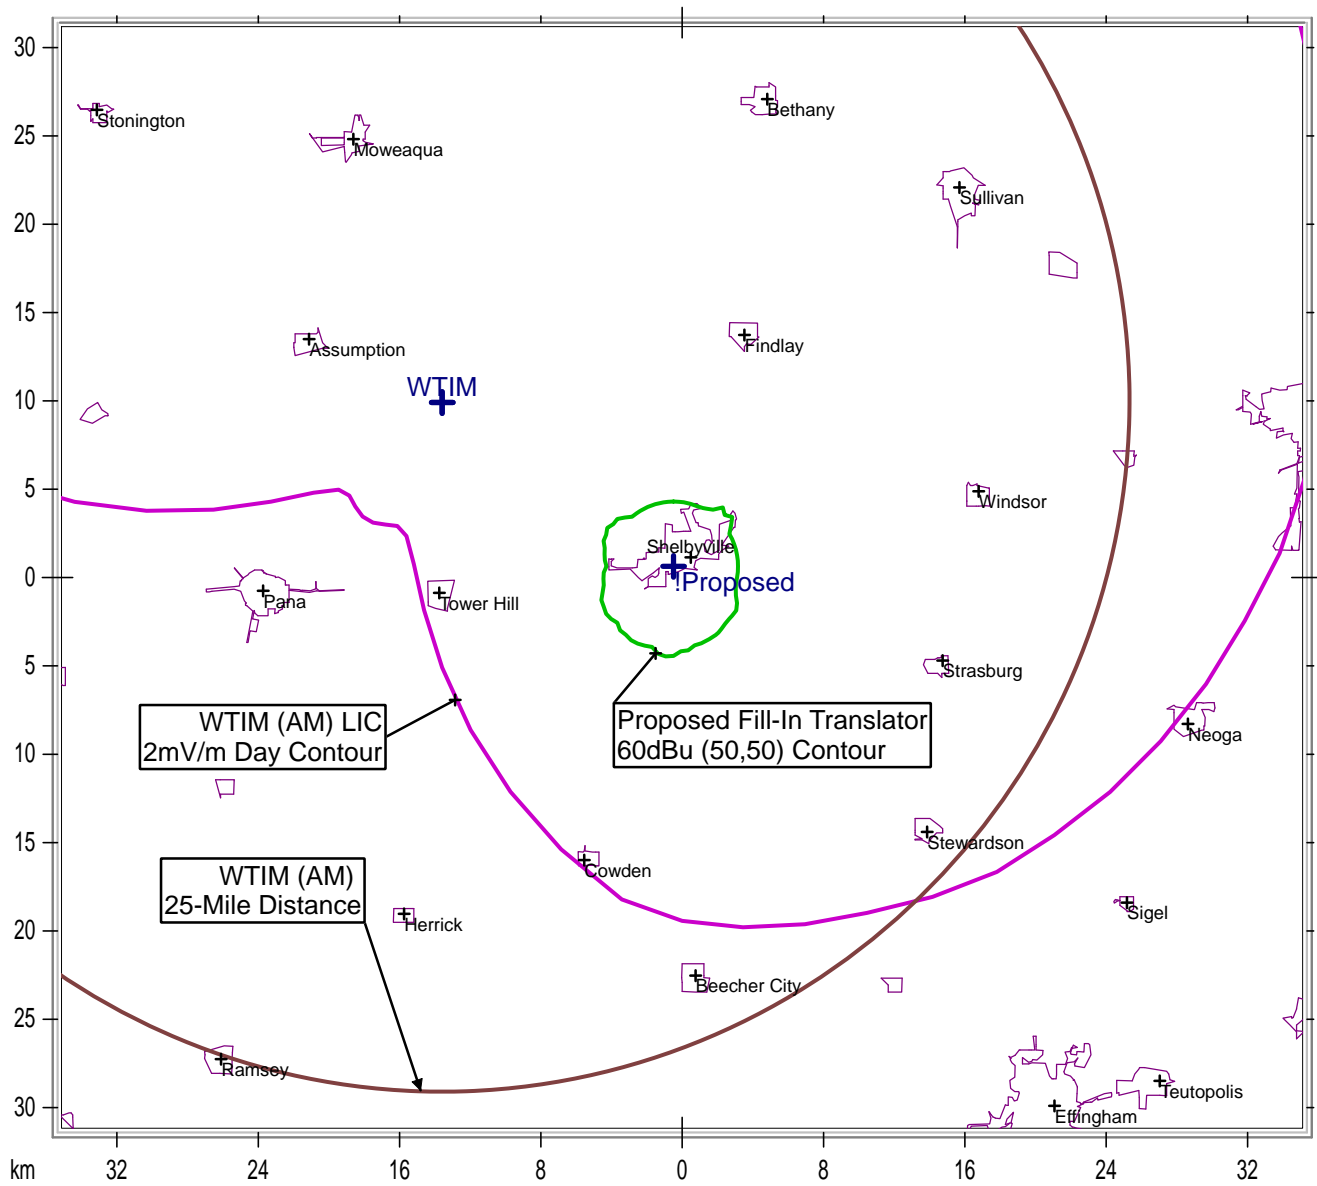 30
25
20
15
10
5
0
5
10
15
20
25
30
km
32
24
16
8
0
8
16
24
32
Stonington
Moweaqua
Bethany
Sullivan
Assumption
Findlay
WTIM
Windsor
Shelbyville
!Proposed
Pana
Tower Hill
Strasburg
WTIM (AM) LIC
2mV/m Day Contour
Proposed Fill-In Translator
60dBu (50,50) Contour
Neoga
Stewardson
Cowden
WTIM (AM)
25-Mile Distance
Herrick
Sigel
Beecher City
Ramsey
Teutopolis
Effingham